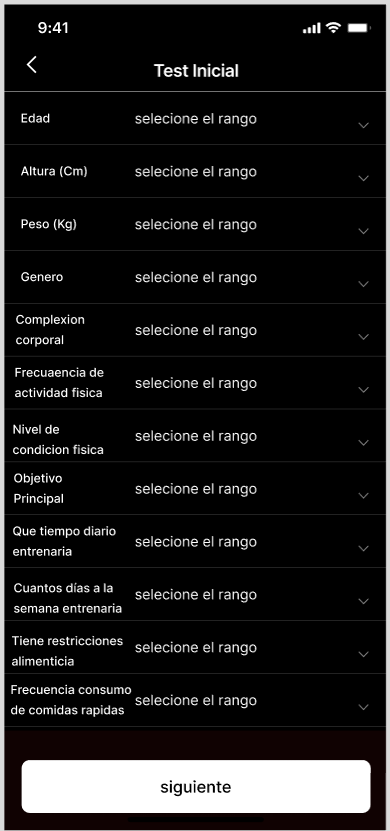 9:41
Test Inicial
Edad selecione el rango
Altura (Cm) selecione el rango
Peso (Kg) selecione el rango
Genero selecione el rango
Complexion
corporal selecione el rango
Frecuaencia de
actividad fisica selecione el rango
Nivel de
condicion fisica selecione el rango
Objetivo
Principal selecione el rango
Que tiempo diario
entrenaria selecione el rango
Cuantos días a la
semana entrenaria selecione el rango
Tiene restricciones
alimenticia selecione el rango
Frecuencia consumo
de comidas rapidas selecione el rango
siguiente